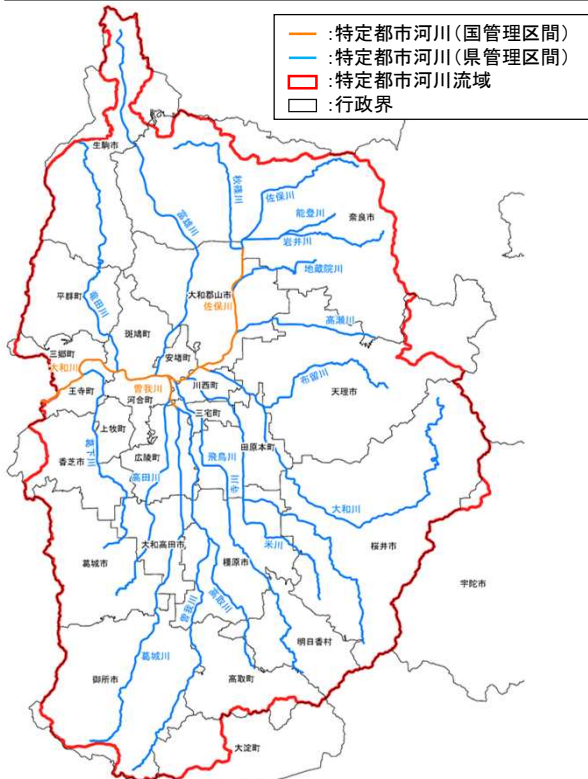 :特定都市河川(国管理区間)
:特定都市河川(県管理区間)
:特定都市河川流域
:行政界
生駒市
秋篠川
佐保川
富雄川
能登川
奈良市
岩井川
地蔵院川
平群町
竜田川
大和郡山市
佐保川
斑鳩町
高瀬川
安堵町
三郷町
大和川
布留川
天理市
曽我川
川西町
王寺町
河合町
三宅町
上牧町
田原本町
葛下川
広陵町
飛鳥川
寺川
香芝市
高田川
大和川
米川
大和高田市
桜井市
葛城市
橿原市
宇陀市
曽我川
高取川
明日香村
葛城川
御所市
高取町
大淀町